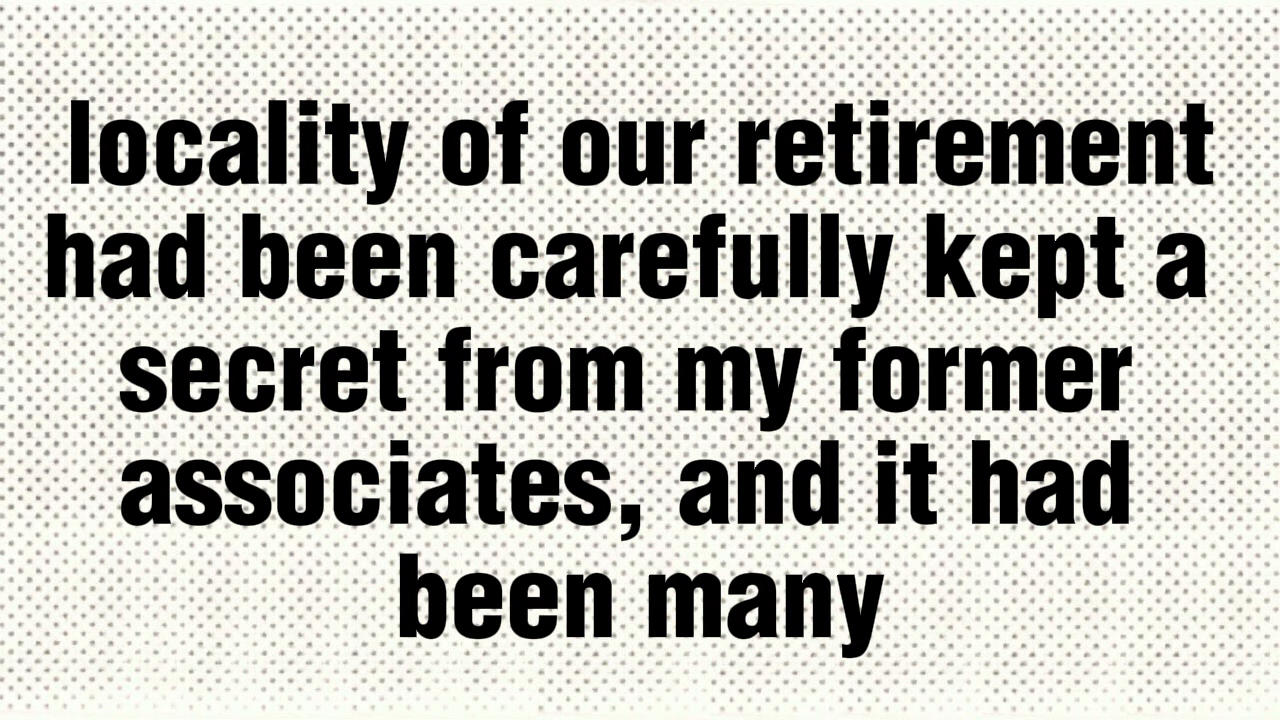 locality of our retirement
had been carefully kept a
secret from my former
associates, and it had
been many